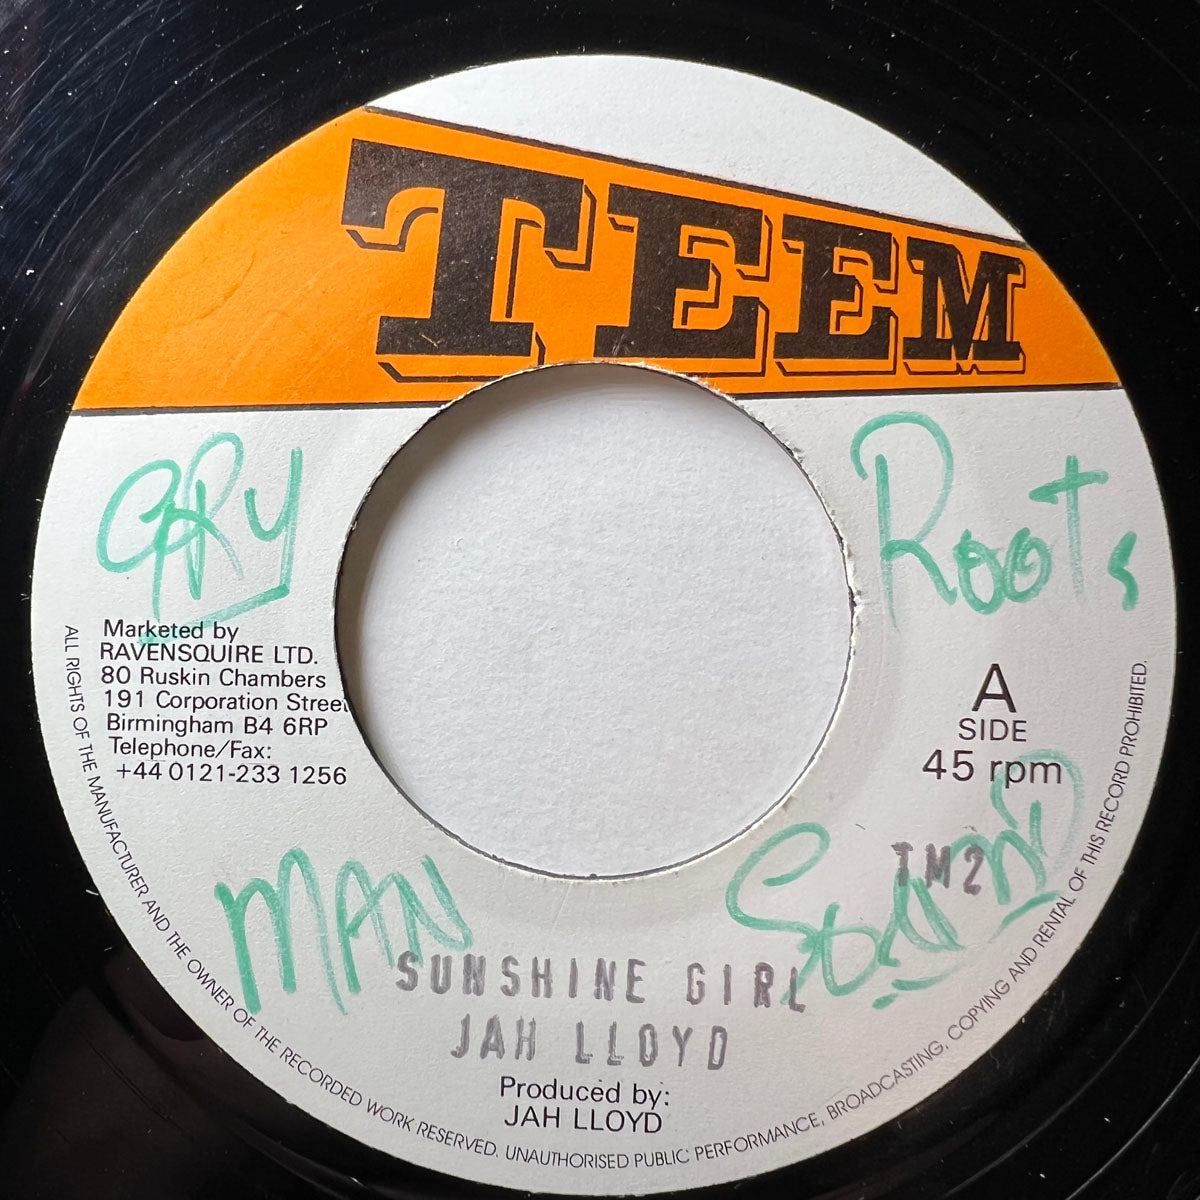 TEEM
GRY
Roots
Marketed by
RAVENSQUIRE LTD.
80 Ruskin Chambers
191 Corporation Street
Birmingham B4 6RP
Telephone/Fax:
+44 0121-233 1256
A
SIDE
45 rpm
TM2
MAN
Sound
SUNSHINE GIRL
JAH LLOYD
Produced by:
JAH LLOYD
ALL RIGHTS OF THE MANUFACTURER AND THE OWNER OF THE RECORDED WORK RESERVED. UNAUTHORISED PUBLIC PERFORMANCE, BROADCASTING, COPYING AND RENTAL OF THIS RECORD PROHIBITED.